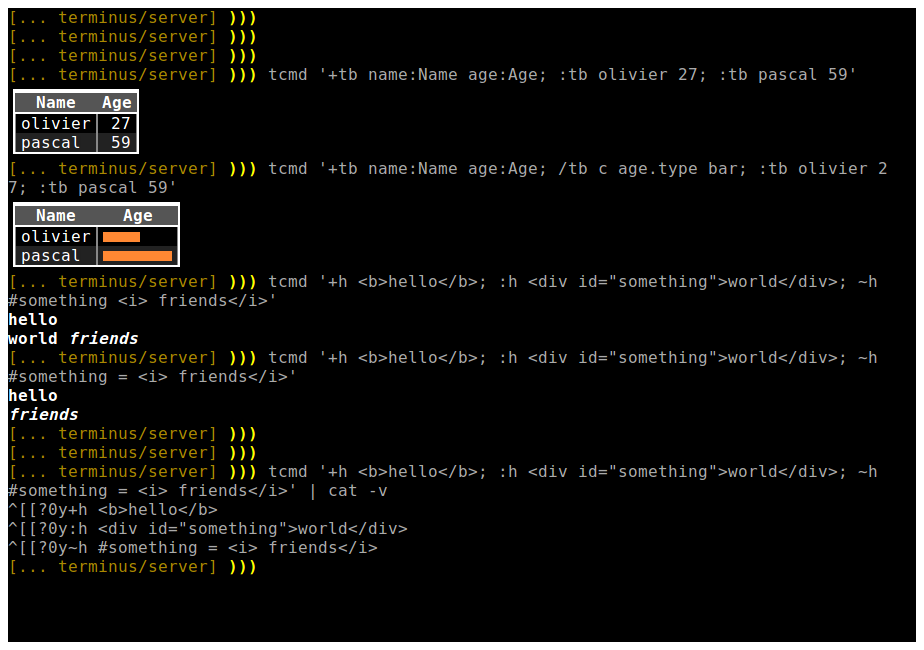 [... terminus/server] )))
[... terminus/server] )))
[... terminus/server] )))
[... terminus/server] ))) tcmd '+tb name:Name age:Age; :tb olivier 27; :tb pascal 59'
Name Age
olivier 27
pascal 59
[... terminus/server] ))) tcmd '+tb name:Name age:Age; /tb c age.type bar; :tb olivier 2
7; :tb pascal 59'
Name Age
olivier
pascal
[... terminus/server] ))) tcmd '+h <b>hello</b>; :h <div id="something">world</div>; ~h
#something <i> friends</i>'
hello
world friends
[... terminus/server] ))) tcmd '+h <b>hello</b>; :h <div id="something">world</div>; ~h
#something = <i> friends</i>'
hello
friends
[... terminus/server] )))
[... terminus/server] )))
[... terminus/server] ))) tcmd '+h <b>hello</b>; :h <div id="something">world</div>; ~h
#something = <i> friends</i>' | cat -v
^[[?0y+h <b>hello</b>
^[[?0y:h <div id="something">world</div>
^[[?0y~h #something = <i> friends</i>
[... terminus/server] )))